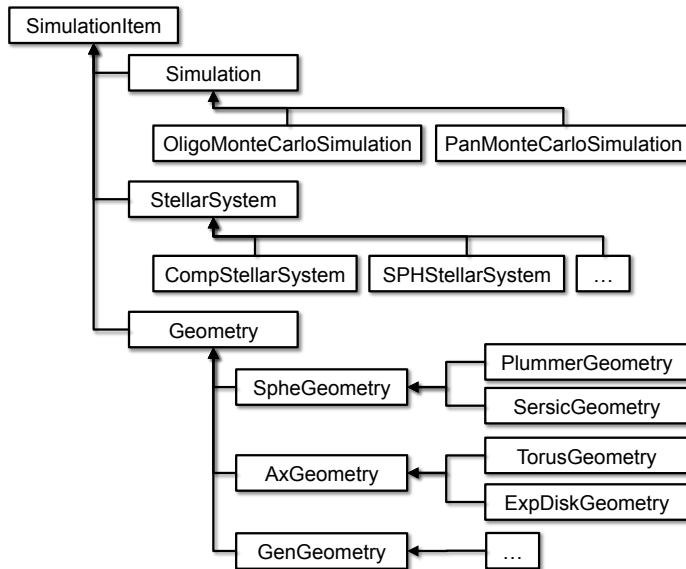 SimulationItem
Simulation
OligoMonteCarloSimulation
PanMonteCarloSimulation
StellarSystem
CompStellarSystem
SPHStellarSystem
…
Geometry
SpheGeometry
PlummerGeometry
SersicGeometry
AxGeometry
TorusGeometry
ExpDiskGeometry
GenGeometry
…